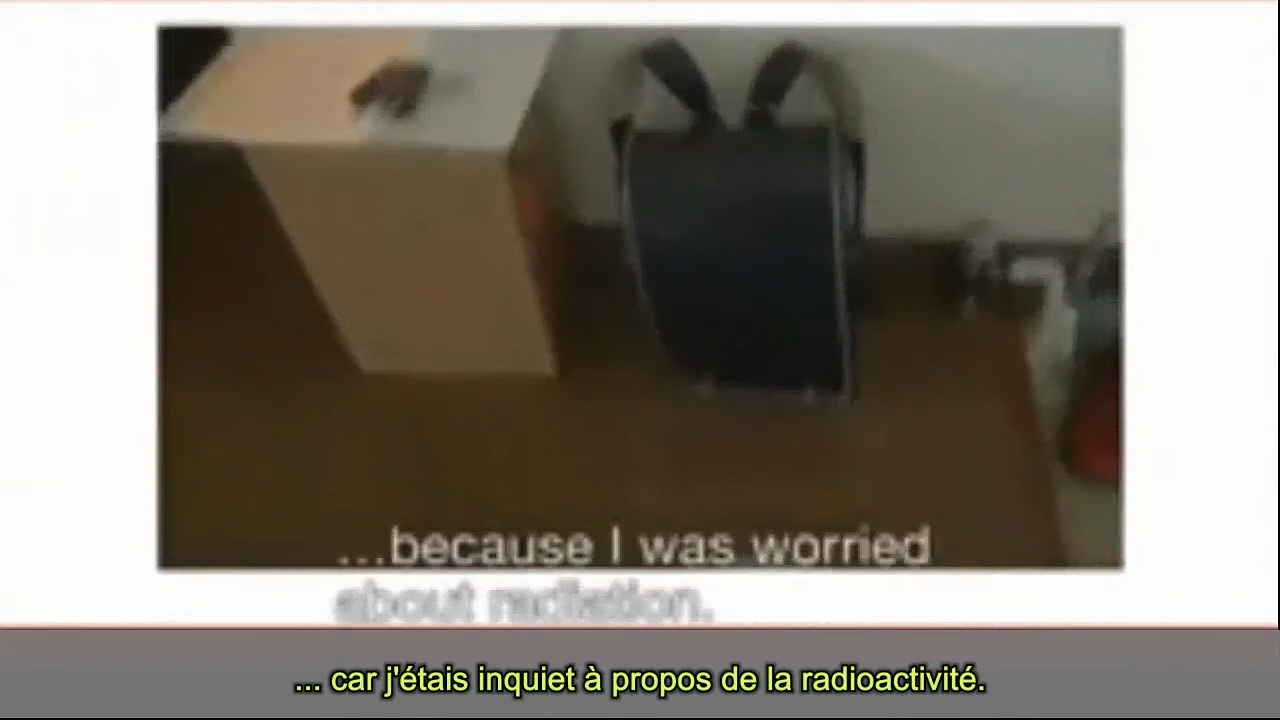 ...because I was worried
about radiation.
... car j'étais inquiet à propos de la radioactivité.